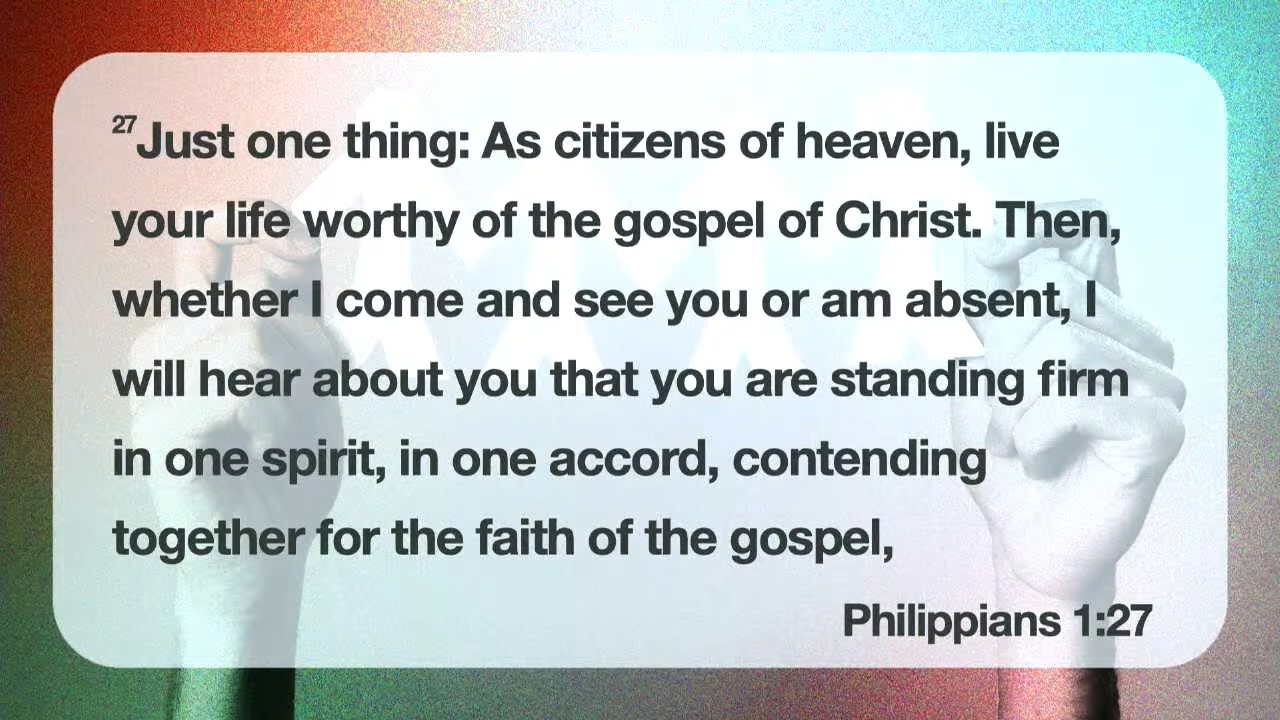 27Just one thing: As citizens of heaven, live
your life worthy of the gospel of Christ. Then,
whether I come and see you or am absent, I
will hear about you that you are standing firm
in one spirit, in one accord, contending
together for the faith of the gospel,
Philippians 1:27